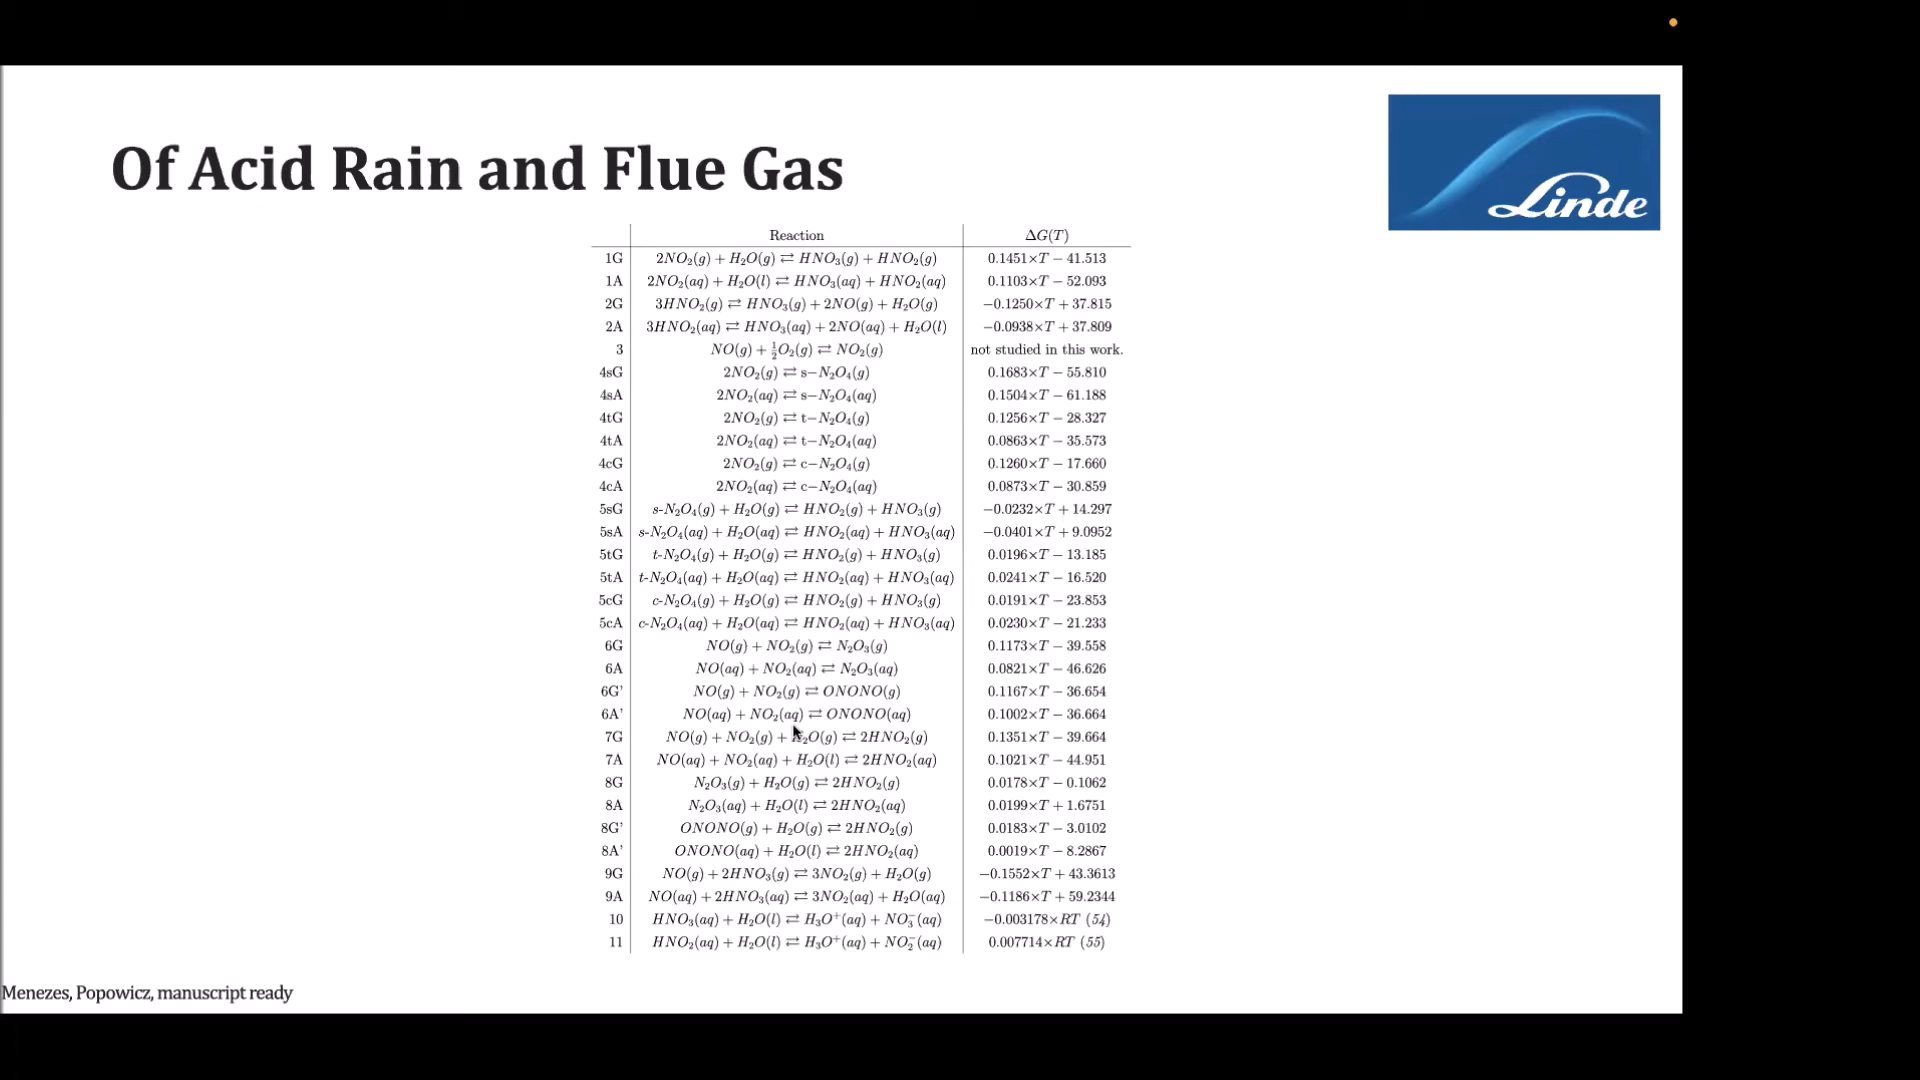 Linde
Of Acid Rain and Flue Gas
Reaction ΔG(T)
1G 2NO₂(g) + H₂O(g) ⇄ HNO₃(g) + HNO₂(g) 0.1451×T − 41.513
1A 2NO₂(aq) + H₂O(l) ⇄ HNO₃(aq) + HNO₂(aq) 0.1103×T − 52.093
2G 3HNO₂(g) ⇄ HNO₃(g) + 2NO(g) + H₂O(g) −0.1250×T + 37.815
2A 3HNO₂(aq) ⇄ HNO₃(aq) + 2NO(aq) + H₂O(l) −0.0938×T + 37.809
3 NO(g) + ½O₂(g) ⇄ NO₂(g) not studied in this work.
4sG 2NO₂(g) ⇄ s−N₂O₄(g) 0.1683×T − 55.810
4sA 2NO₂(aq) ⇄ s−N₂O₄(aq) 0.1504×T − 61.188
4tG 2NO₂(g) ⇄ t−N₂O₄(g) 0.1256×T − 28.327
4tA 2NO₂(aq) ⇄ t−N₂O₄(aq) 0.0863×T − 35.573
4cG 2NO₂(g) ⇄ c−N₂O₄(g) 0.1260×T − 17.660
4cA 2NO₂(aq) ⇄ c−N₂O₄(aq) 0.0873×T − 30.859
5sG s-N₂O₄(g) + H₂O(g) ⇄ HNO₂(g) + HNO₃(g) −0.0232×T + 14.297
5sA s-N₂O₄(aq) + H₂O(aq) ⇄ HNO₂(aq) + HNO₃(aq) −0.0401×T + 9.0952
5tG t-N₂O₄(g) + H₂O(g) ⇄ HNO₂(g) + HNO₃(g) 0.0196×T − 13.185
5tA t-N₂O₄(aq) + H₂O(aq) ⇄ HNO₂(aq) + HNO₃(aq) 0.0241×T − 16.520
5cG c-N₂O₄(g) + H₂O(g) ⇄ HNO₂(g) + HNO₃(g) 0.0191×T − 23.853
5cA c-N₂O₄(aq) + H₂O(aq) ⇄ HNO₂(aq) + HNO₃(aq) 0.0230×T − 21.233
6G NO(g) + NO₂(g) ⇄ N₂O₃(g) 0.1173×T − 39.558
6A NO(aq) + NO₂(aq) ⇄ N₂O₃(aq) 0.0821×T − 46.626
6G' NO(g) + NO₂(g) ⇄ ONONO(g) 0.1167×T − 36.654
6A' NO(aq) + NO₂(aq) ⇄ ONONO(aq) 0.1002×T − 36.664
7G NO(g) + NO₂(g) + H₂O(g) ⇄ 2HNO₂(g) 0.1351×T − 39.664
7A NO(aq) + NO₂(aq) + H₂O(l) ⇄ 2HNO₂(aq) 0.1021×T − 44.951
8G N₂O₃(g) + H₂O(g) ⇄ 2HNO₂(g) 0.0178×T − 0.1062
8A N₂O₃(aq) + H₂O(l) ⇄ 2HNO₂(aq) 0.0199×T + 1.6751
8G' ONONO(g) + H₂O(g) ⇄ 2HNO₂(g) 0.0183×T − 3.0102
8A' ONONO(aq) + H₂O(l) ⇄ 2HNO₂(aq) 0.0019×T − 8.2867
9G NO(g) + 2HNO₃(g) ⇄ 3NO₂(g) + H₂O(g) −0.1552×T + 43.3613
9A NO(aq) + 2HNO₃(aq) ⇄ 3NO₂(aq) + H₂O(aq) −0.1186×T + 59.2344
10 HNO₃(aq) + H₂O(l) ⇄ H₃O⁺(aq) + NO₃⁻(aq) −0.003178×RT (54)
11 HNO₂(aq) + H₂O(l) ⇄ H₃O⁺(aq) + NO₂⁻(aq) 0.007714×RT (55)
Menezes, Popowicz, manuscript ready